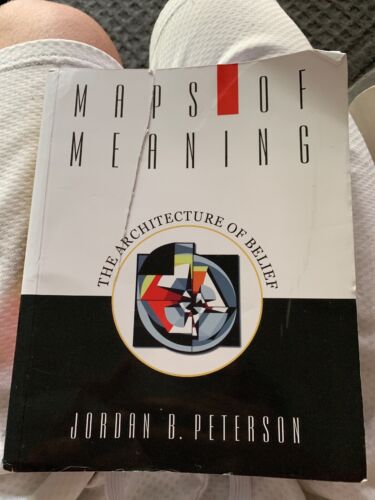 MAPS OF
MEANING
THE ARCHITECTURE OF BELIEF
JORDAN B. PETERSON